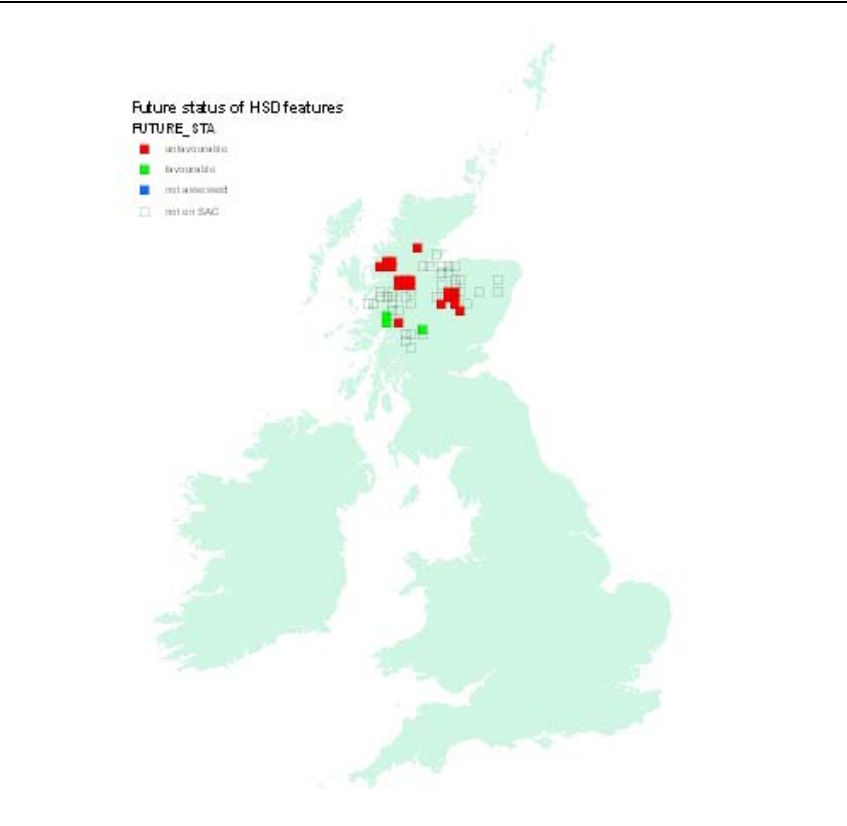 Future status of HSD features
FUTURE_STA
unfavourable
favourable
not assessed
not on SAC